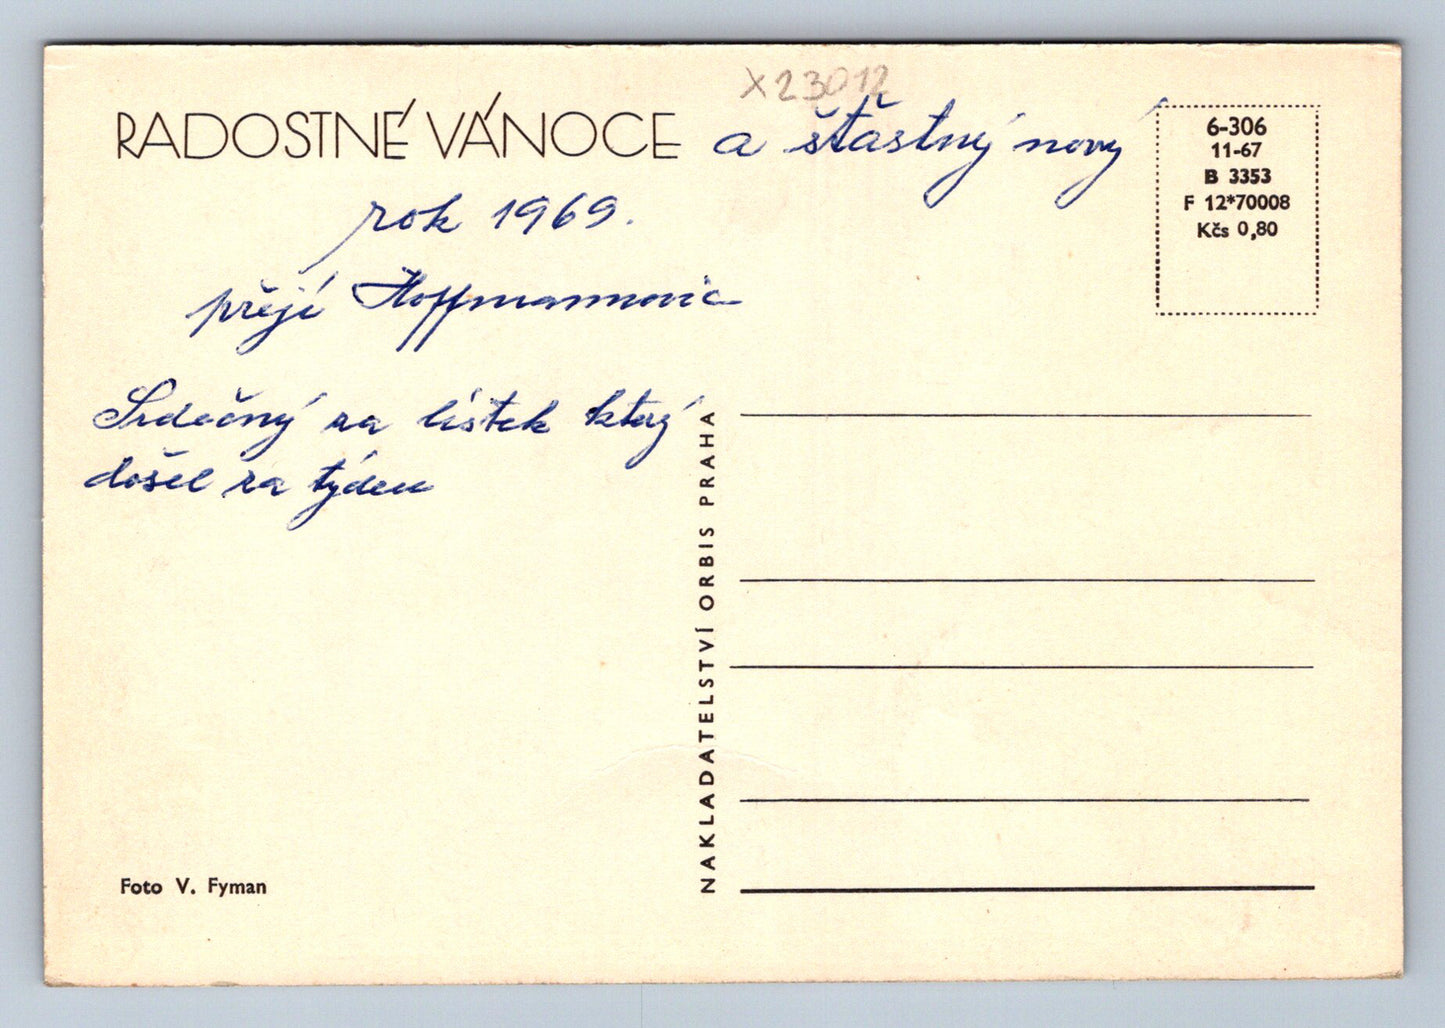 X23012
RADOSTNÉ VÁNOCE a šťastný nový
rok 1969.
přejí Hoffmannovic
Srdečný za lístek který
došel za týden
6-306
11-67
B 3353
F 12*70008
Kčs 0,80
NAKLADATELSTVÍ ORBIS PRAHA
Foto V. Fyman